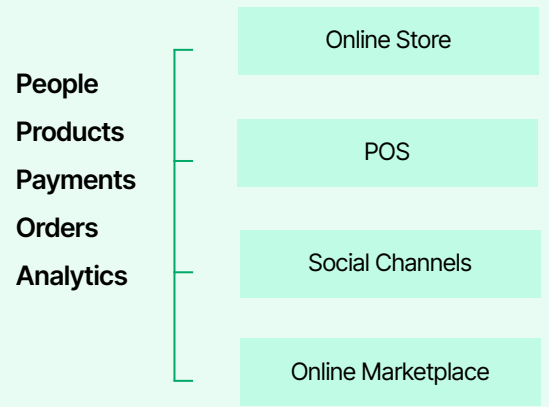 People
Products
Payments
Orders
Analytics
Online Store
POS
Social Channels
Online Marketplace